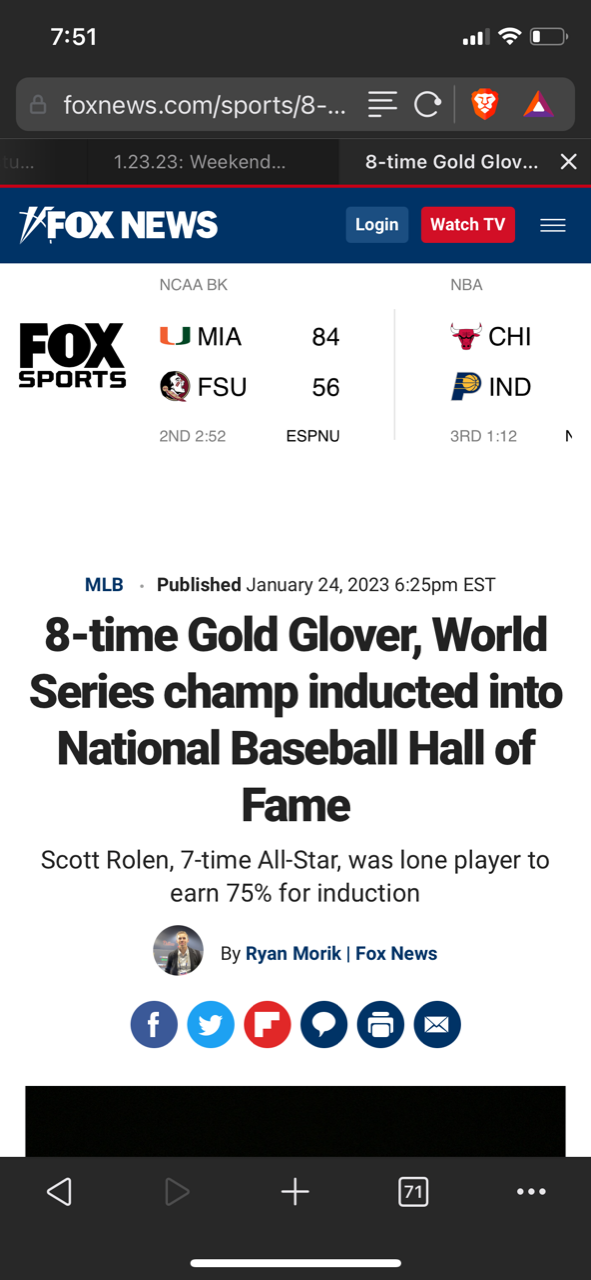 7:51
foxnews.com/sports/8-...
tu...
1.23.23: Weekend...
8-time Gold Glov...
FOX NEWS
Login
Watch TV
NCAA BK
NBA
FOX
SPORTS
MIA 84
CHI
FSU 56
IND
2ND 2:52 ESPNU
3RD 1:12
MLB • Published January 24, 2023 6:25pm EST
8-time Gold Glover, World
Series champ inducted into
National Baseball Hall of
Fame
Scott Rolen, 7-time All-Star, was lone player to
earn 75% for induction
By Ryan Morik | Fox News
71